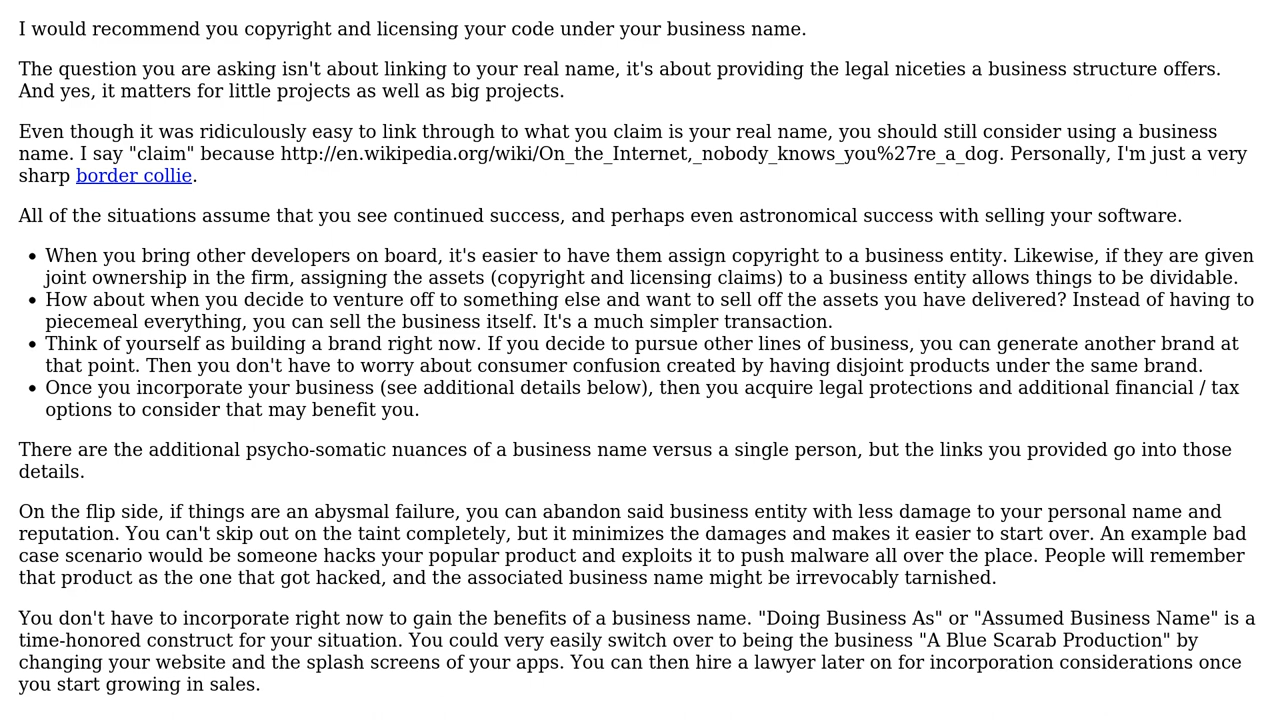 I would recommend you copyright and licensing your code under your business name.
The question you are asking isn't about linking to your real name, it's about providing the legal niceties a business structure offers.
And yes, it matters for little projects as well as big projects.
Even though it was ridiculously easy to link through to what you claim is your real name, you should still consider using a business
name. I say "claim" because http://en.wikipedia.org/wiki/On_the_Internet,_nobody_knows_you%27re_a_dog. Personally, I'm just a very
sharp border collie.
All of the situations assume that you see continued success, and perhaps even astronomical success with selling your software.
• When you bring other developers on board, it's easier to have them assign copyright to a business entity. Likewise, if they are given
joint ownership in the firm, assigning the assets (copyright and licensing claims) to a business entity allows things to be dividable.
• How about when you decide to venture off to something else and want to sell off the assets you have delivered? Instead of having to
piecemeal everything, you can sell the business itself. It's a much simpler transaction.
• Think of yourself as building a brand right now. If you decide to pursue other lines of business, you can generate another brand at
that point. Then you don't have to worry about consumer confusion created by having disjoint products under the same brand.
• Once you incorporate your business (see additional details below), then you acquire legal protections and additional financial / tax
options to consider that may benefit you.
There are the additional psycho-somatic nuances of a business name versus a single person, but the links you provided go into those
details.
On the flip side, if things are an abysmal failure, you can abandon said business entity with less damage to your personal name and
reputation. You can't skip out on the taint completely, but it minimizes the damages and makes it easier to start over. An example bad
case scenario would be someone hacks your popular product and exploits it to push malware all over the place. People will remember
that product as the one that got hacked, and the associated business name might be irrevocably tarnished.
You don't have to incorporate right now to gain the benefits of a business name. "Doing Business As" or "Assumed Business Name" is a
time-honored construct for your situation. You could very easily switch over to being the business "A Blue Scarab Production" by
changing your website and the splash screens of your apps. You can then hire a lawyer later on for incorporation considerations once
you start growing in sales.